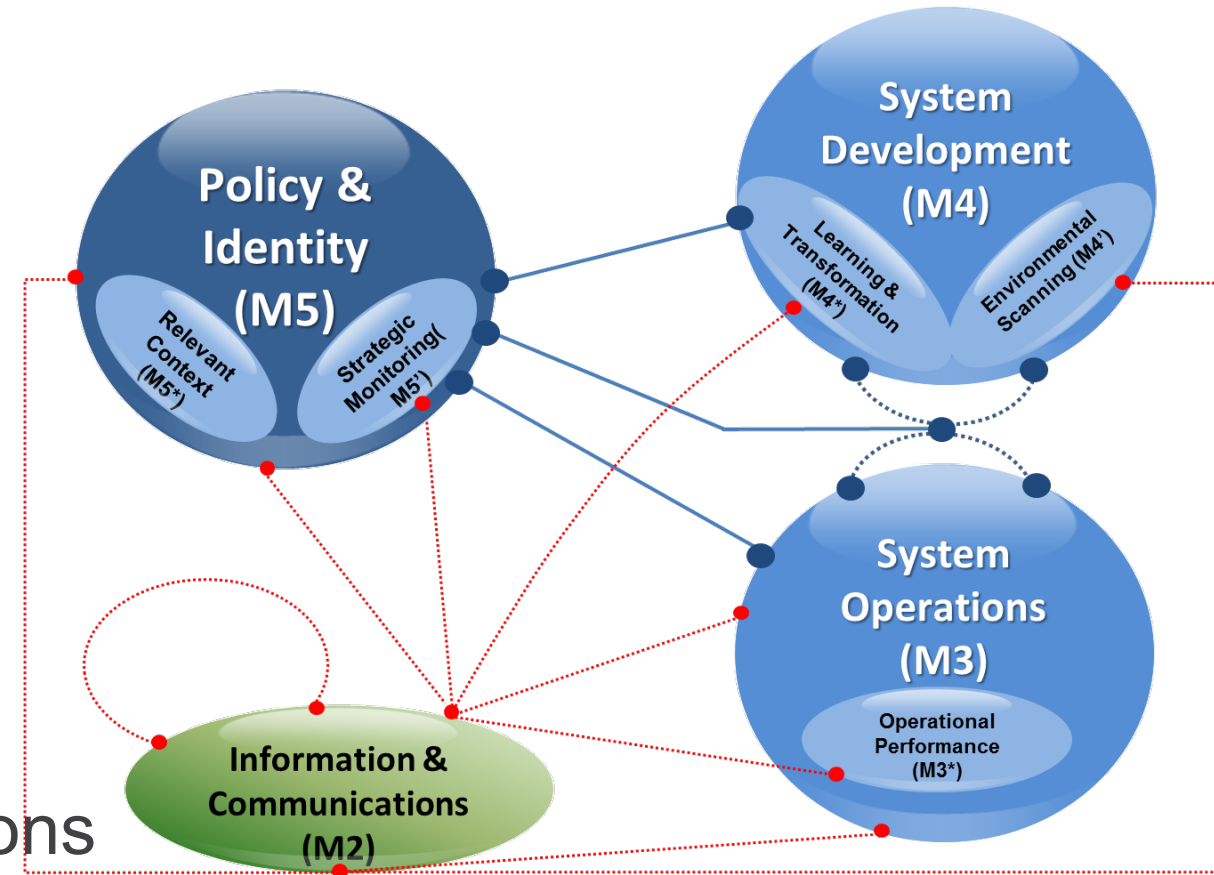 Policy &
Identity
(M5)
Relevant
Context
(M5*)
Strategic
Monitoring(
M5’)
System
Development
(M4)
Learning &
Transformation
(M4*)
Environmental
Scanning (M4’)
System
Operations
(M3)
Operational
Performance
(M3*)
Information &
Communications
(M2)
ons